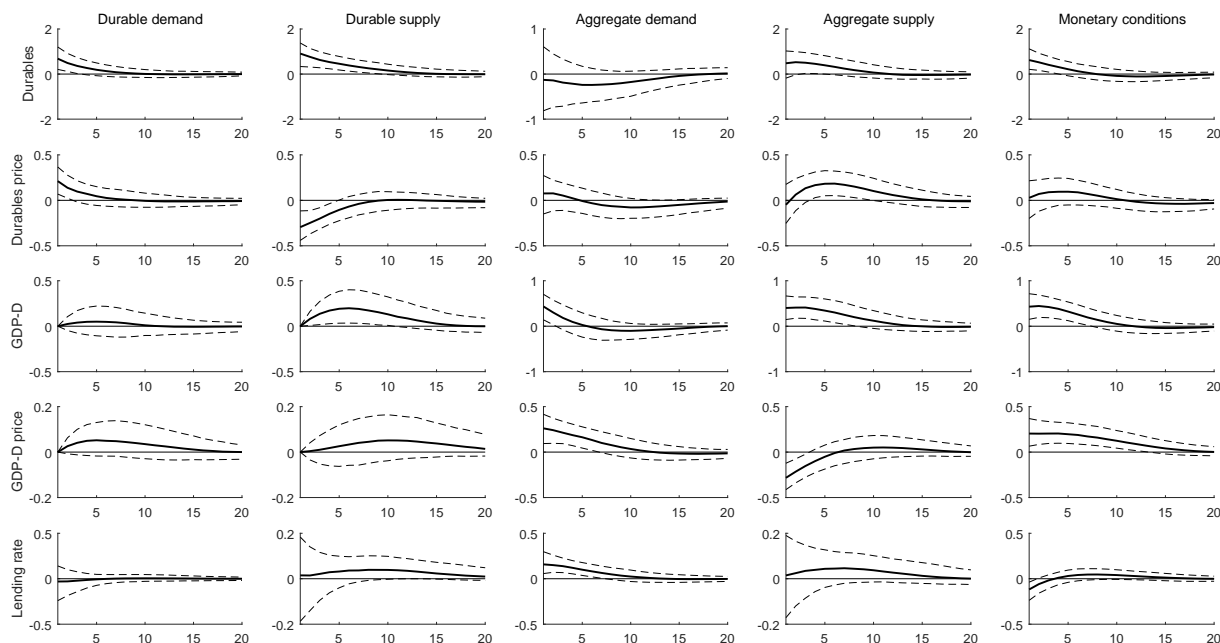 Durable demand Durable supply Aggregate demand Aggregate supply Monetary conditions
2 2 1 2 2
Durables
0 0 0 0 0
-2 -2 -1 -2 -2
5 10 15 20 5 10 15 20 5 10 15 20 5 10 15 20 5 10 15 20
0.5 0.5 0.5 0.5 0.5
Durables price
0 0 0 0 0
-0.5 -0.5 -0.5 -0.5 -0.5
5 10 15 20 5 10 15 20 5 10 15 20 5 10 15 20 5 10 15 20
0.5 0.5 1 1 1
GDP-D
0 0 0 0 0
-0.5 -0.5 -1 -1 -1
5 10 15 20 5 10 15 20 5 10 15 20 5 10 15 20 5 10 15 20
0.2 0.2 0.5 0.5 0.5
GDP-D price
0 0 0 0 0
-0.2 -0.2 -0.5 -0.5 -0.5
5 10 15 20 5 10 15 20 5 10 15 20 5 10 15 20 5 10 15 20
0.5 0.2 0.5 0.2 0.5
Lending rate
0 0 0 0 0
-0.5 -0.2 -0.5 -0.2 -0.5
5 10 15 20 5 10 15 20 5 10 15 20 5 10 15 20 5 10 15 20